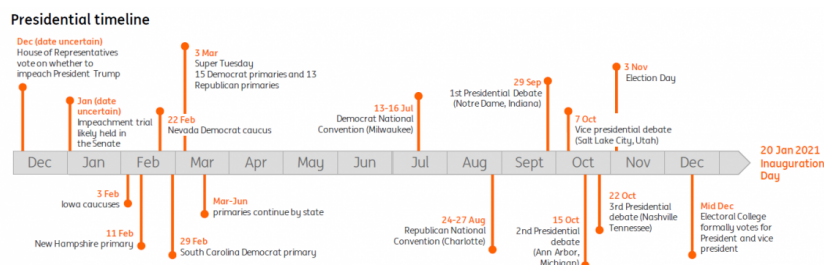 Presidential timeline
Dec (date uncertain)
House of Representatives
vote on whether to
impeach President Trump
Jan (date
uncertain)
Impeachment trial
likely held in
the Senate
22 Feb
Nevada Democrat caucus
3 Mar
Super Tuesday
15 Democrat primaries and 13
Republican primaries
13-16 Jul
Democrat National
Convention (Milwaukee)
29 Sep
1st Presidential Debate
(Notre Dame, Indiana)
7 Oct
Vice presidential debate
(Salt Lake City, Utah)
3 Nov
Election Day
Dec Jan Feb Mar Apr May Jun Jul Aug Sept Oct Nov Dec
20 Jan 2021
Inauguration
Day
3 Feb
Iowa caucuses
11 Feb
New Hampshire primary
29 Feb
South Carolina Democrat primary
Mar-Jun
primaries continue by state
24-27 Aug
Republican National
Convention (Charlotte)
15 Oct
2nd Presidential
debate
(Ann Arbor,
Michigan)
22 Oct
3rd Presidential
debate (Nashville
Tennessee)
Mid Dec
Electoral College
formally votes for
President and vice
president